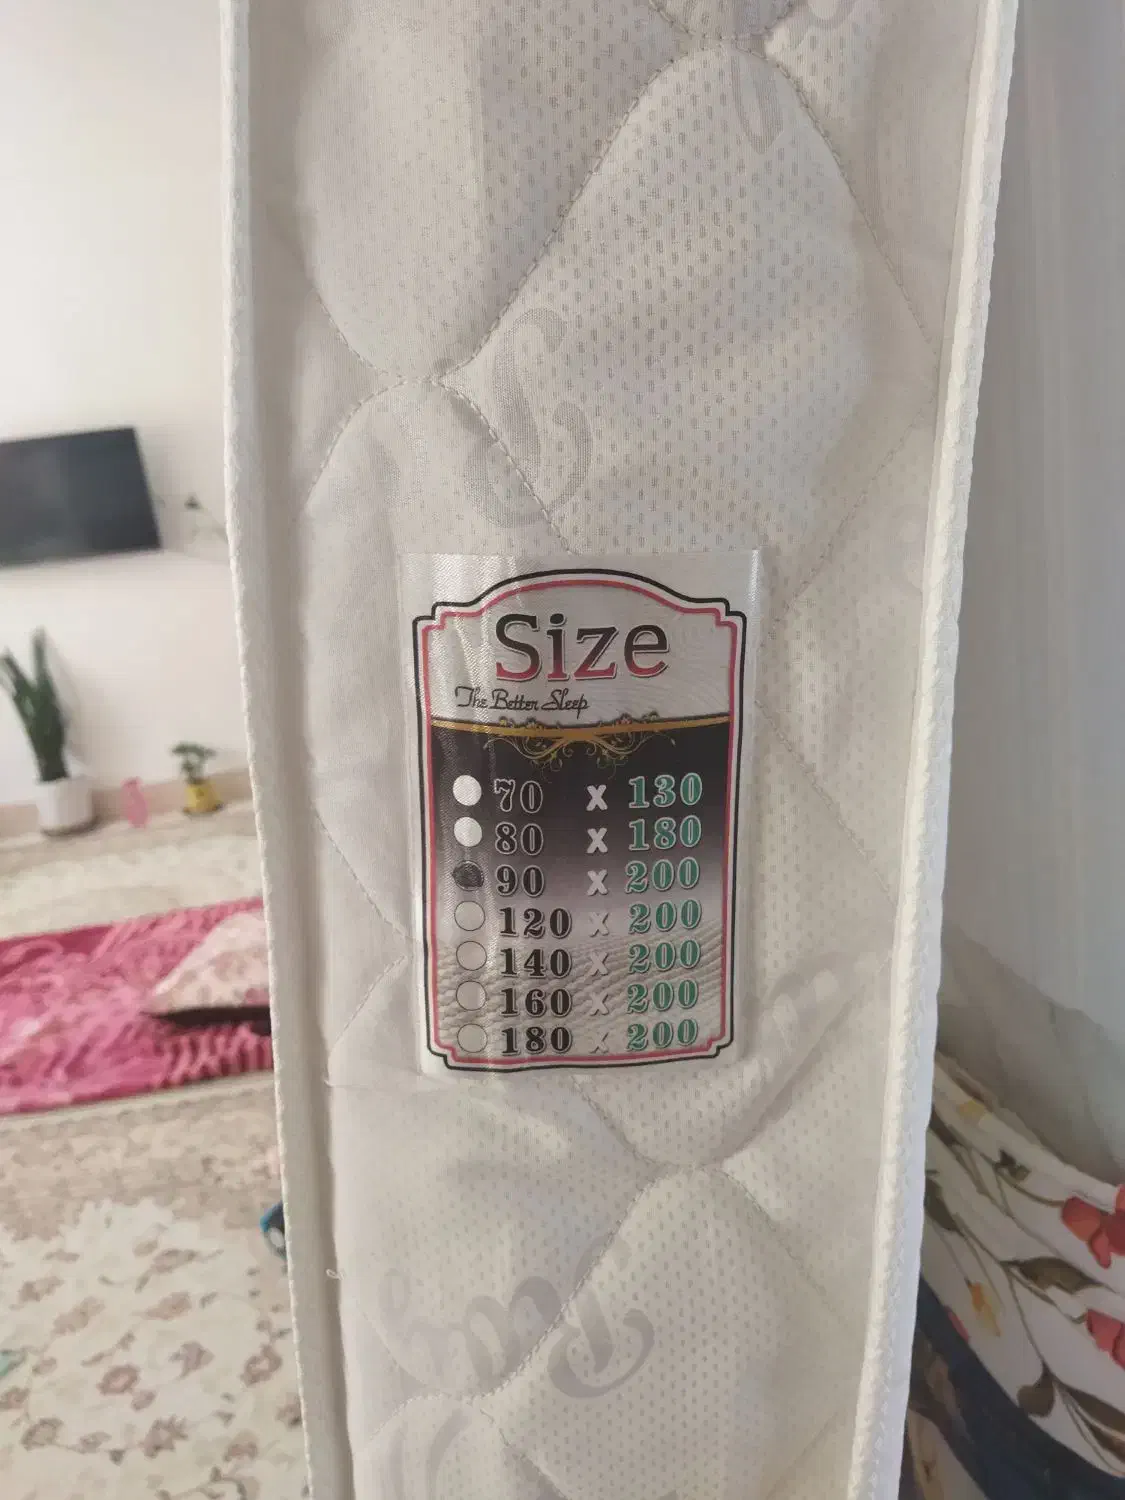 Size
The Better Sleep
70 x 130
80 x 180
90 x 200
120 x 200
140 x 200
160 x 200
180 x 200